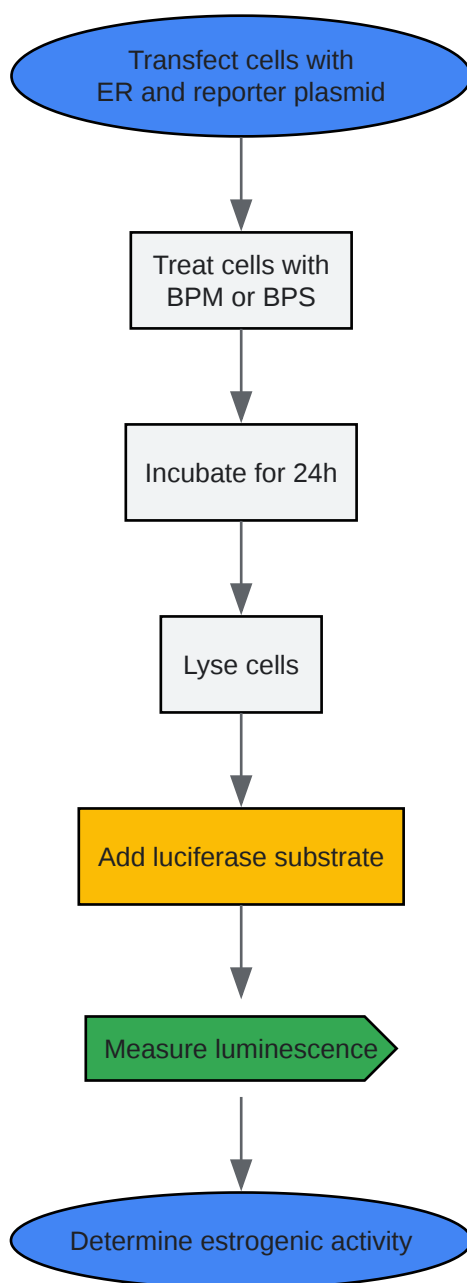 Transfect cells with
ER and reporter plasmid
Treat cells with
BPM or BPS
Incubate for 24h
Lyse cells
Add luciferase substrate
Measure luminescence
Determine estrogenic activity